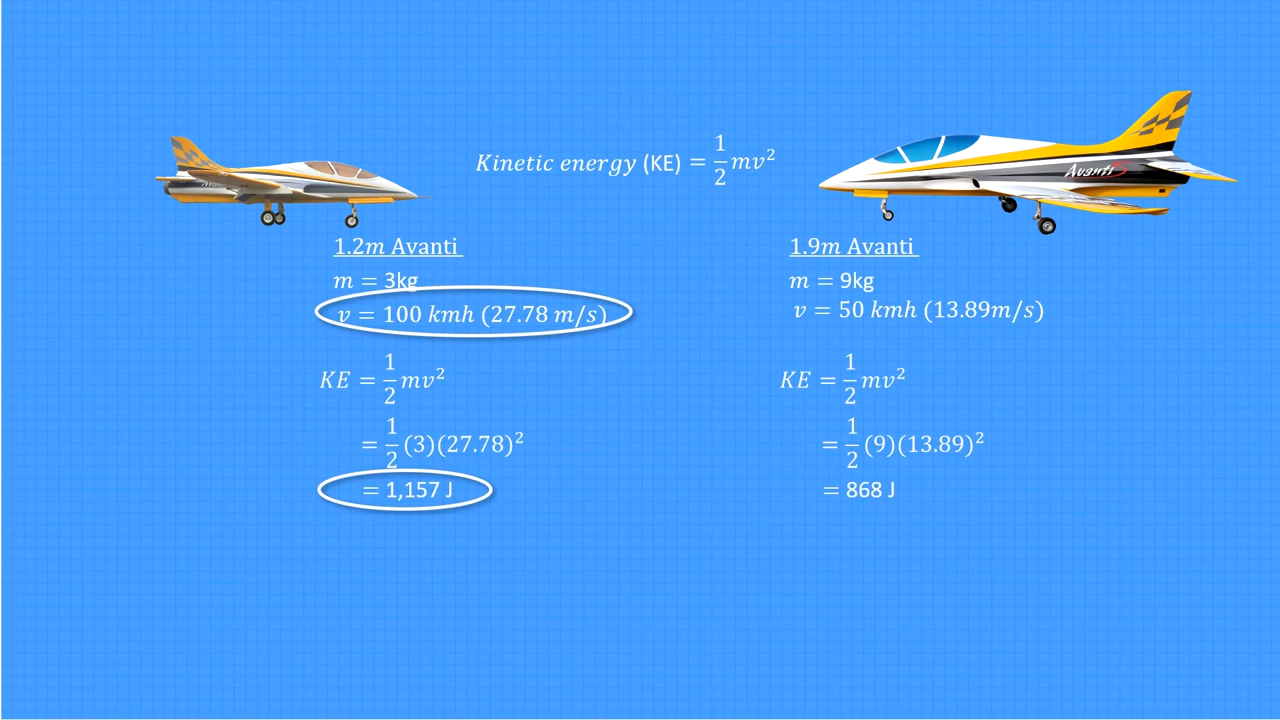 Kinetic energy (KE) = 1/2 mv²
Avanti S
1.2m Avanti
m = 3kg
v = 100 kmh (27.78 m/s)
KE = 1/2 mv²
= 1/2 (3)(27.78)²
= 1,157 J
1.9m Avanti
m = 9kg
v = 50 kmh (13.89m/s)
KE = 1/2 mv²
= 1/2 (9)(13.89)²
= 868 J